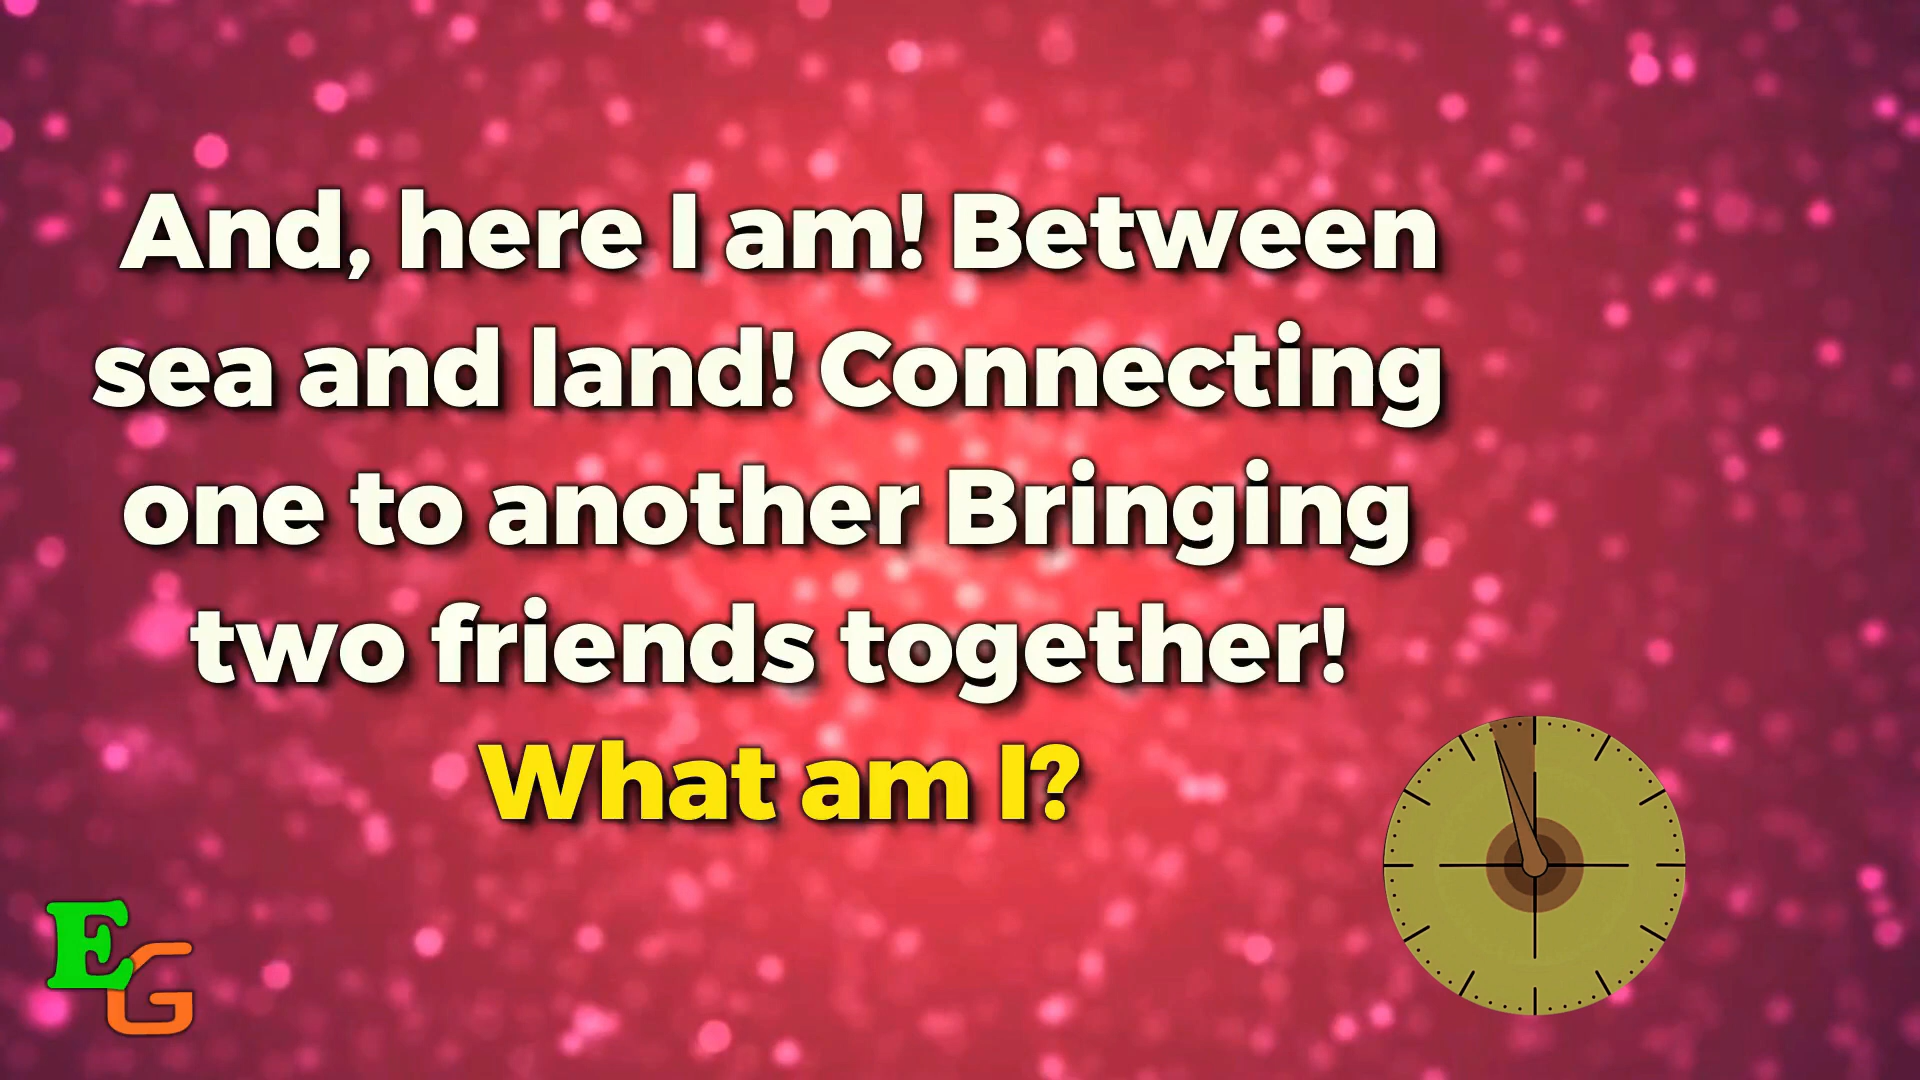 And, here I am! Between
sea and land! Connecting
one to another Bringing
two friends together!
What am I?
EG